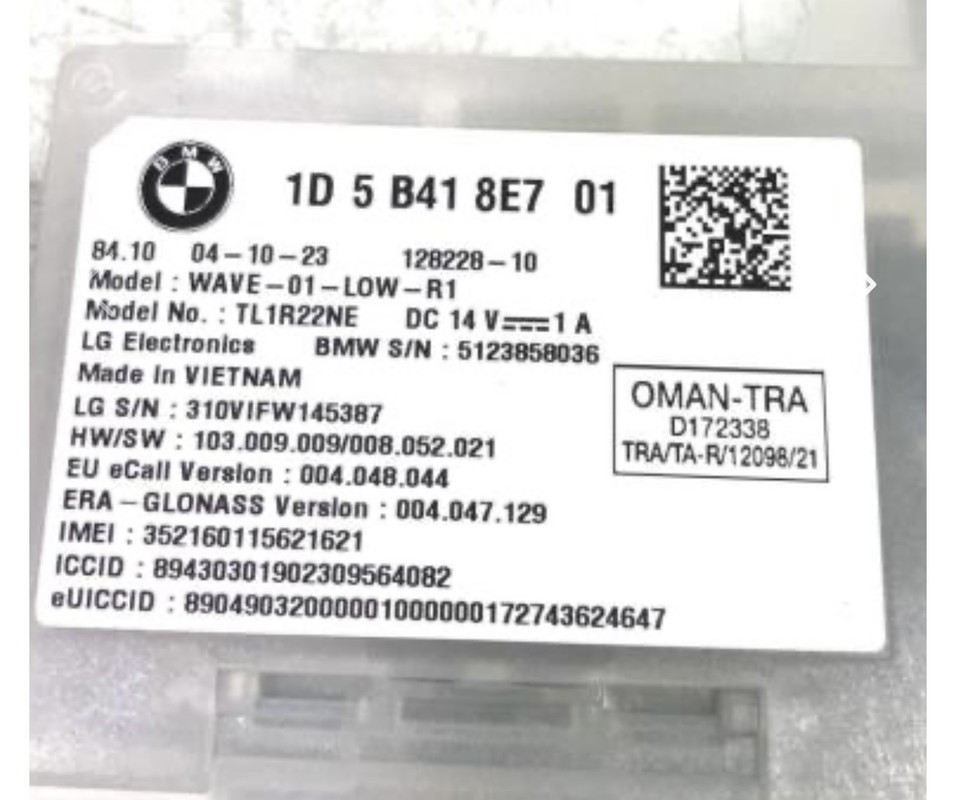 BMW
1D 5 B41 8E7 01
84.10 04-10-23 128228-10
Model : WAVE-01-LOW-R1
Model No. : TL1R22NE DC 14 V⎓1 A
LG Electronics BMW S/N : 5123858036
Made in VIETNAM
LG S/N : 310VIFW145387
HW/SW : 103.009.009/008.052.021
EU eCall Version : 004.048.044
ERA-GLONASS Version : 004.047.129
IMEI : 352160115621621
ICCID : 89430301902309564082
eUICCID : 89049032000001000000172743624647
OMAN-TRA
D172338
TRA/TA-R/12098/21